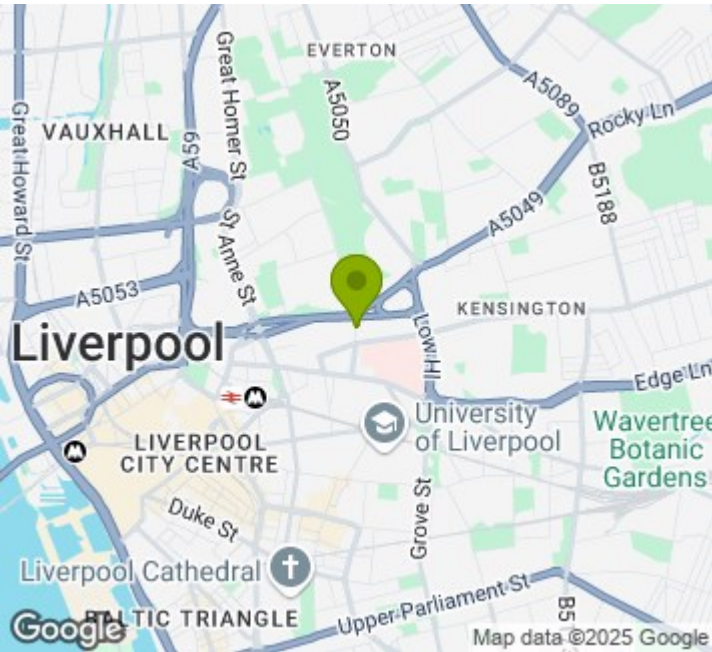 EVERTON
Great Homer St
A5050
A5089
Rocky Ln
VAUXHALL
A59
Great Howard St
B5188
A5049
St Anne St
A5053
KENSINGTON
Liverpool
Low Hl
Edge Ln
University
of Liverpool
Wavertree
Botanic
Gardens
LIVERPOOL
CITY CENTRE
Duke St
Grove St
Liverpool Cathedral
Upper Parliament St
BALTIC TRIANGLE
Google
Map data ©2025 Google